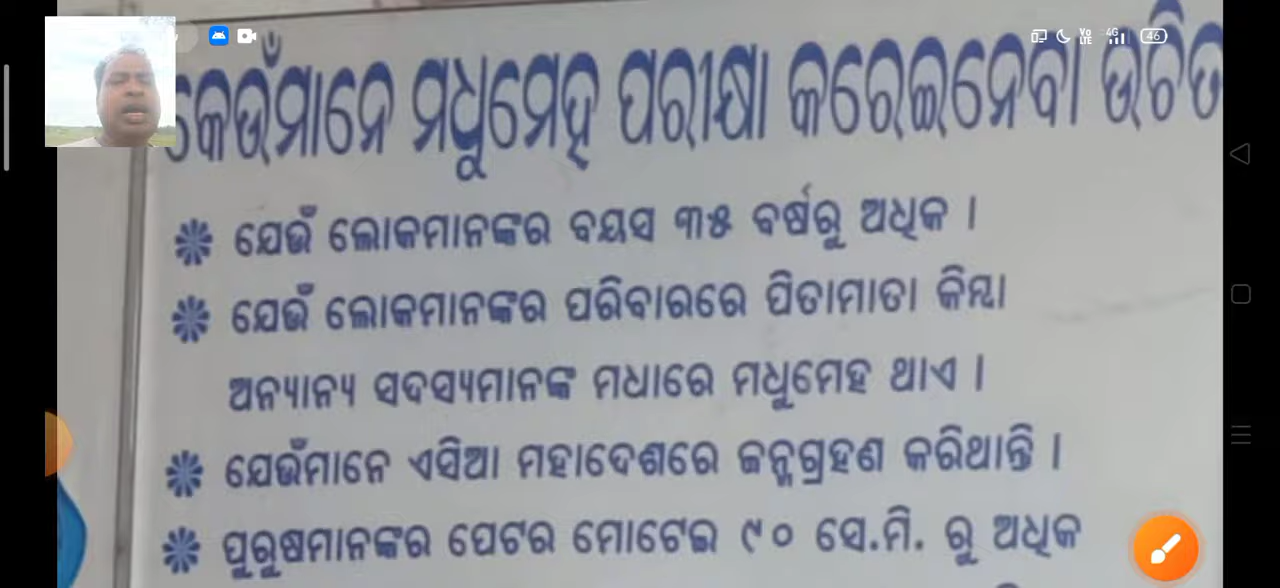 46
କେଉଁମାନେ ମଧୁମେହ ପରୀକ୍ଷା କରେଇନେବା ଉଚିତ
ଯେଉଁ ଲୋକମାନଙ୍କର ବୟସ ୩୫ ବର୍ଷରୁ ଅଧିକ ।
ଯେଉଁ ଲୋକମାନଙ୍କର ପରିବାରରେ ପିତାମାତା କିମ୍ବା
ଅନ୍ୟାନ୍ୟ ସଦସ୍ୟମାନଙ୍କ ମଧ୍ୟରେ ମଧୁମେହ ଥାଏ ।
ଯେଉଁମାନେ ଏସିଆ ମହାଦେଶରେ ଜନ୍ମଗ୍ରହଣ କରିଥାନ୍ତି ।
ପୁରୁଷମାନଙ୍କର ପେଟର ମୋଟେଇ ୯୦ ସେ.ମି. ରୁ ଅଧିକ